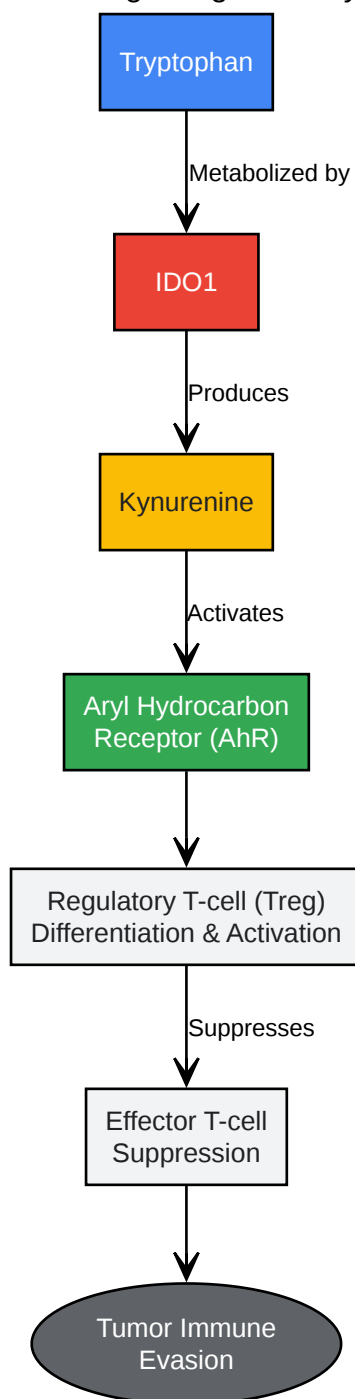 Tryptophan
Metabolized by
IDO1
Produces
Kynurenine
Activates
Aryl Hydrocarbon
Receptor (AhR)
Regulatory T-cell (Treg)
Differentiation & Activation
Suppresses
Effector T-cell
Suppression
Tumor Immune
Evasion